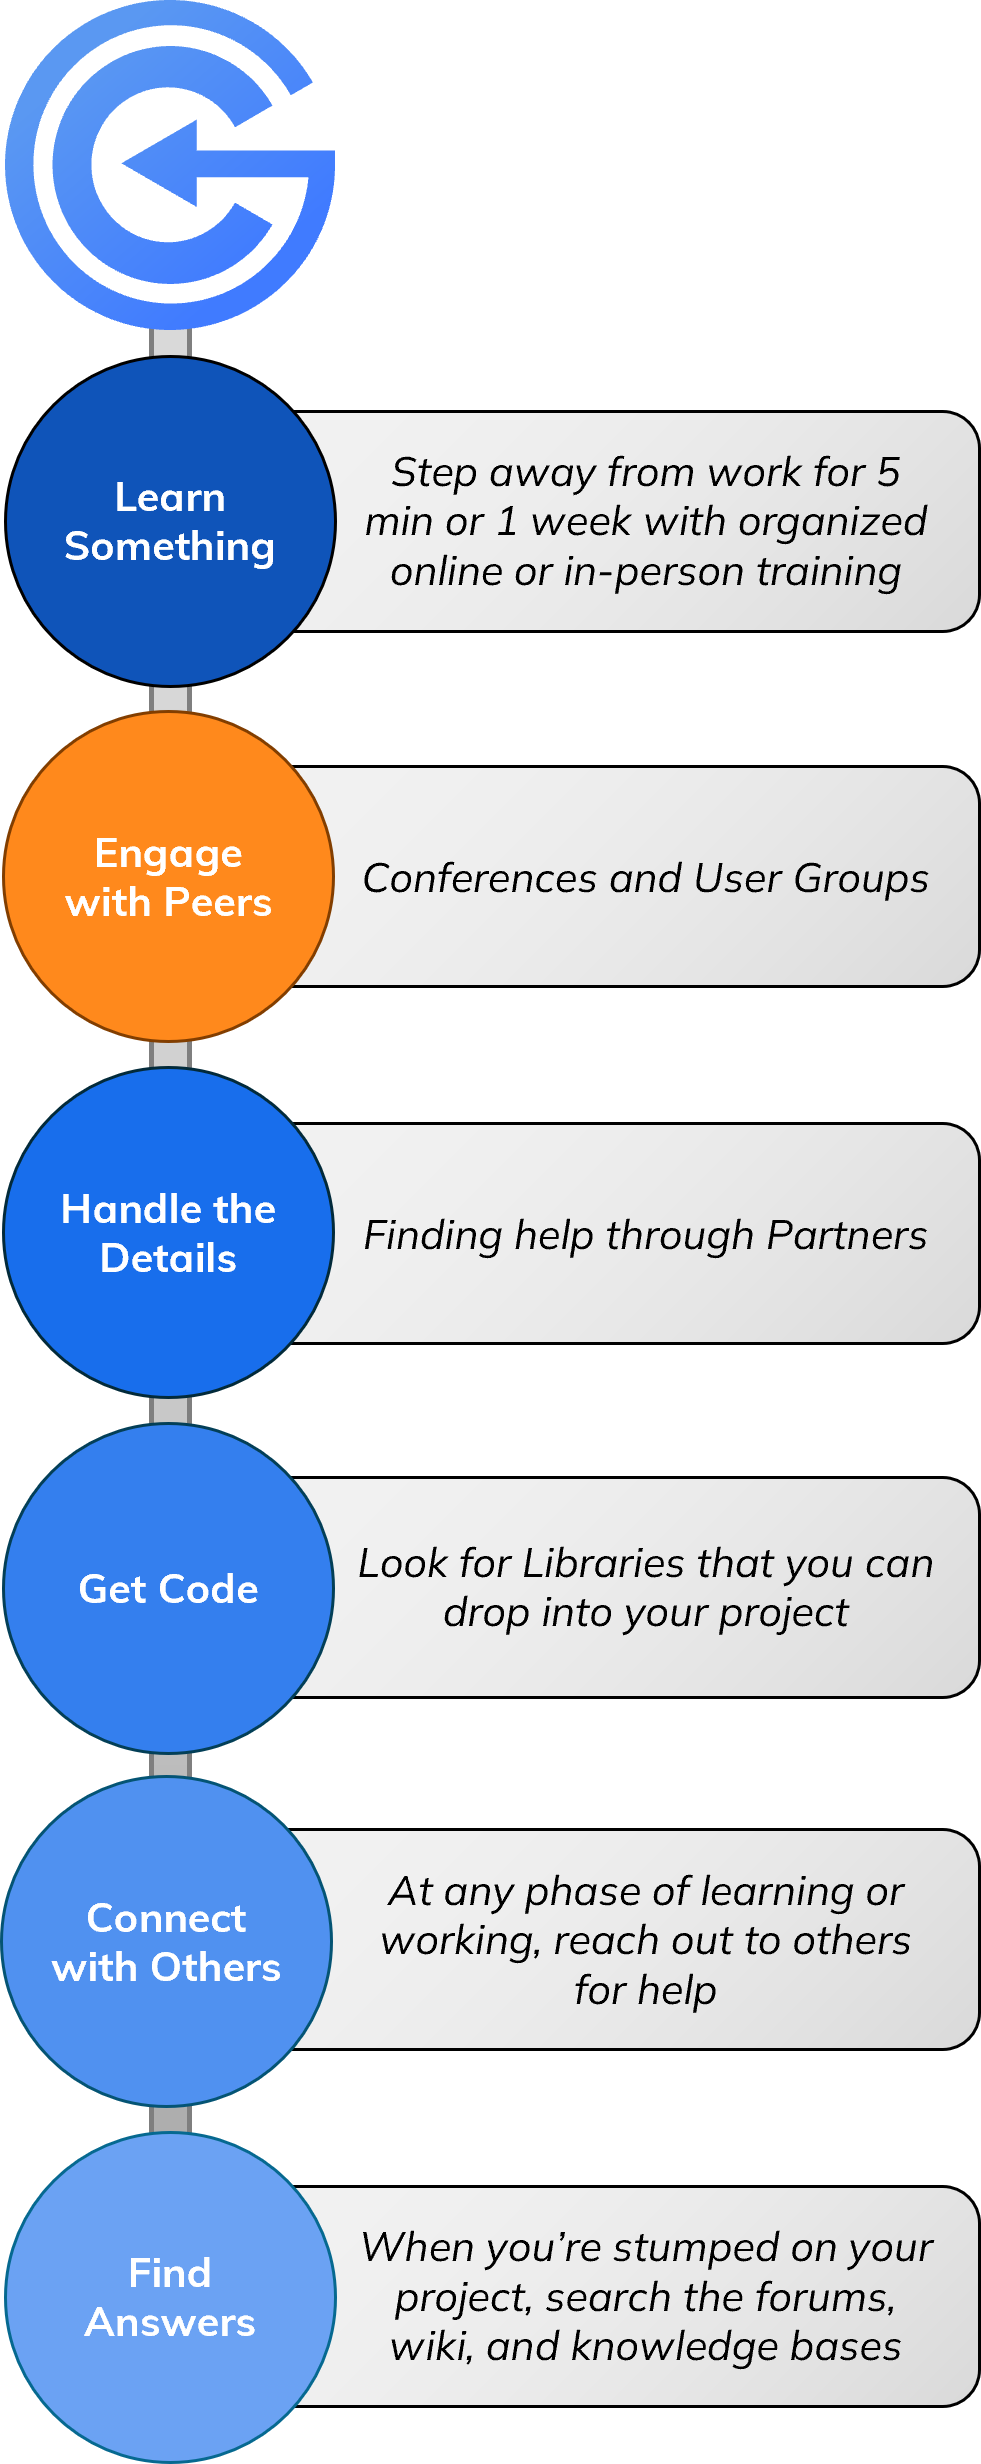 Learn
Something
Step away from work for 5
min or 1 week with organized
online or in-person training
Engage
with Peers
Conferences and User Groups
Handle the
Details
Finding help through Partners
Get Code
Look for Libraries that you can
drop into your project
Connect
with Others
At any phase of learning or
working, reach out to others
for help
Find
Answers
When you’re stumped on your
project, search the forums,
wiki, and knowledge bases